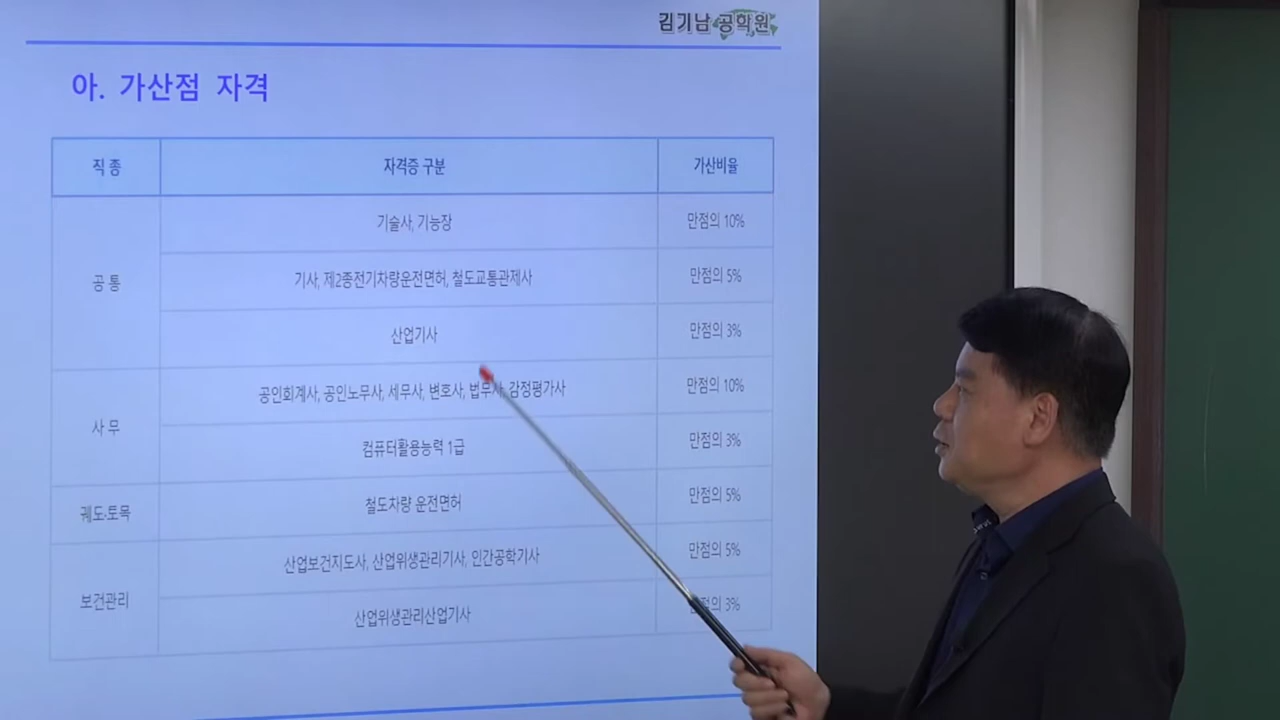 김기남 공학원
아. 가산점 자격
직 종 자격증 구분 가산비율
공 통 기술사, 기능장 만점의 10%
기사, 제2종전기차량운전면허, 철도교통관제사 만점의 5%
산업기사 만점의 3%
사 무 공인회계사, 공인노무사, 세무사, 변호사, 법무사, 감정평가사 만점의 10%
컴퓨터활용능력 1급 만점의 3%
궤도·토목 철도차량 운전면허 만점의 5%
보건관리 산업보건지도사, 산업위생관리기사, 인간공학기사 만점의 5%
산업위생관리산업기사 만점의 3%